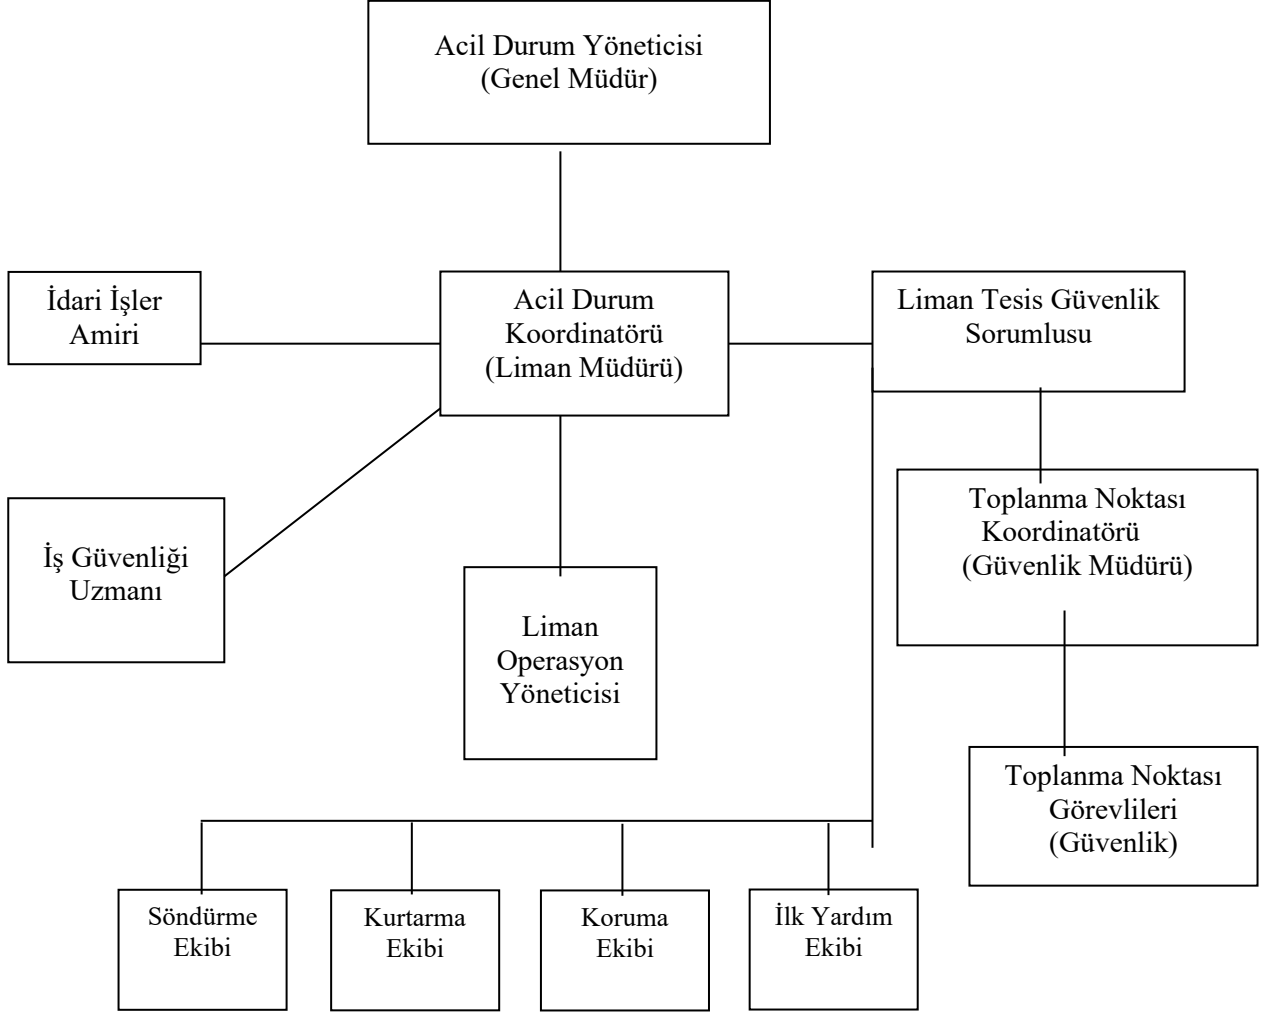 Acil Durum Yöneticisi
(Genel Müdür)
İdari İşler
Amiri
Acil Durum
Koordinatörü
(Liman Müdürü)
Liman Tesis Güvenlik
Sorumlusu
İş Güvenliği
Uzmanı
Liman
Operasyon
Yöneticisi
Toplanma Noktası
Koordinatörü
(Güvenlik Müdürü)
Toplanma Noktası
Görevlileri
(Güvenlik)
Söndürme
Ekibi
Kurtarma
Ekibi
Koruma
Ekibi
İlk Yardım
Ekibi